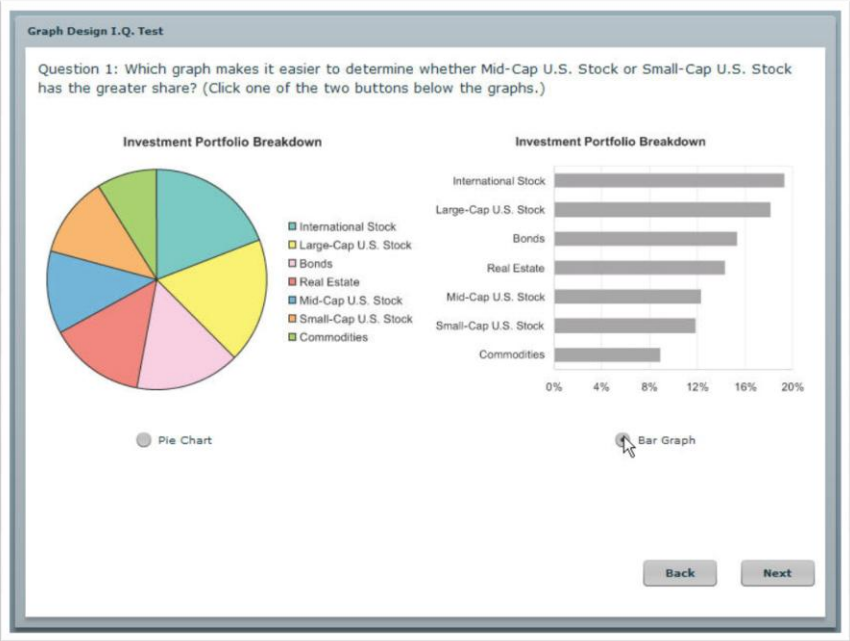 Graph Design I.Q. Test
Question 1: Which graph makes it easier to determine whether Mid-Cap U.S. Stock or Small-Cap U.S. Stock
has the greater share? (Click one of the two buttons below the graphs.)
Investment Portfolio Breakdown
International Stock
Large-Cap U.S. Stock
Bonds
Real Estate
Mid-Cap U.S. Stock
Small-Cap U.S. Stock
Commodities
Pie Chart
Investment Portfolio Breakdown
International Stock
Large-Cap U.S. Stock
Bonds
Real Estate
Mid-Cap U.S. Stock
Small-Cap U.S. Stock
Commodities
0% 4% 8% 12% 16% 20%
Bar Graph
Back Next